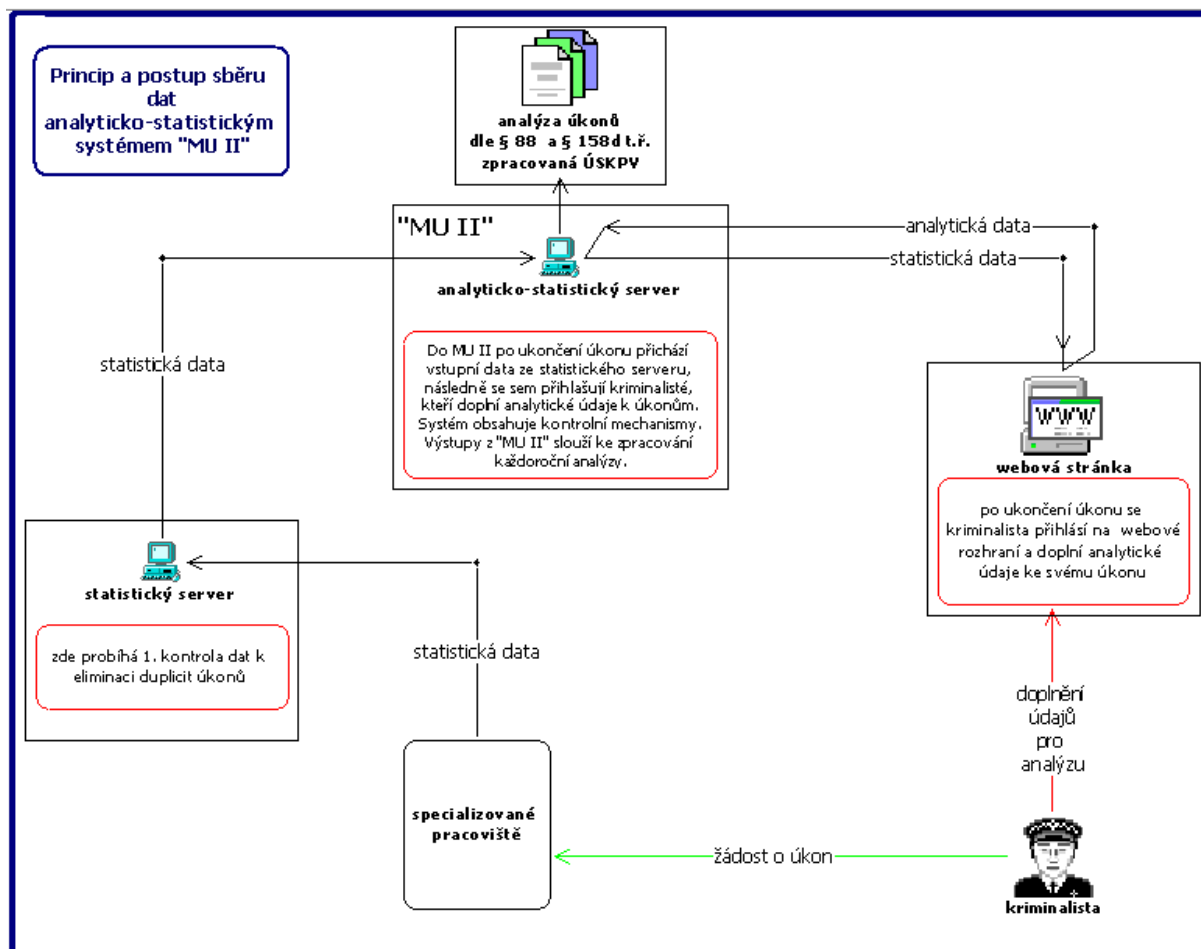 Princip a postup sběru
dat
analyticko-statistickým
systémem "MU II"
analýza úkonů
dle § 88 a § 158d t.ř.
zpracovaná ÚSKPV
"MU II"
analyticko-statistický server
Do MU II po ukončení úkonu přichází
vstupní data ze statistického serveru,
následně se sem přihlašují kriminalisté,
kteří doplní analytické údaje k úkonům.
Systém obsahuje kontrolní mechanismy.
Výstupy z "MU II" slouží ke zpracování
každoroční analýzy.
analytická data
statistická data
statistická data
WWW
webová stránka
po ukončení úkonu se
kriminalista přihlásí na webové
rozhraní a doplní analytické
údaje ke svému úkonu
statistický server
zde probíhá 1. kontrola dat k
eliminaci duplicit úkonů
statistická data
doplnění
údajů
pro
analýzu
specializované
pracoviště
žádost o úkon
kriminalista